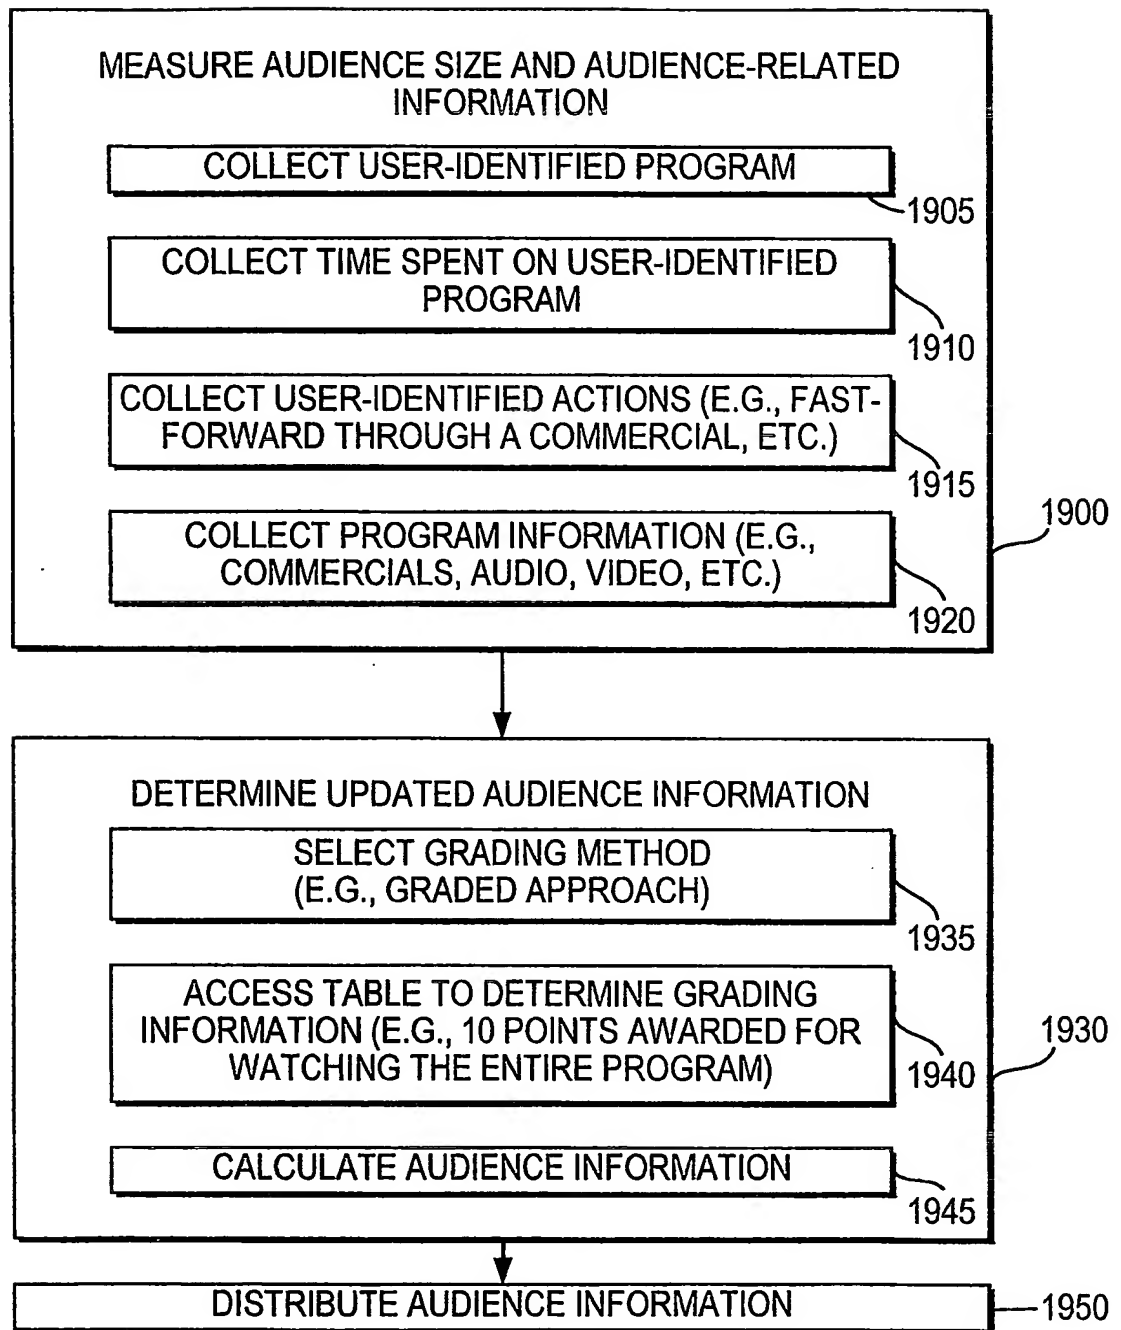 MEASURE AUDIENCE SIZE AND AUDIENCE-RELATED
INFORMATION
COLLECT USER-IDENTIFIED PROGRAM
1905
COLLECT TIME SPENT ON USER-IDENTIFIED
PROGRAM
1910
COLLECT USER-IDENTIFIED ACTIONS (E.G., FAST-
FORWARD THROUGH A COMMERCIAL, ETC.)
1915
1900
COLLECT PROGRAM INFORMATION (E.G.,
COMMERCIALS, AUDIO, VIDEO, ETC.)
1920
DETERMINE UPDATED AUDIENCE INFORMATION
SELECT GRADING METHOD
(E.G., GRADED APPROACH)
1935
ACCESS TABLE TO DETERMINE GRADING
INFORMATION (E.G., 10 POINTS AWARDED FOR
WATCHING THE ENTIRE PROGRAM)
1940
1930
CALCULATE AUDIENCE INFORMATION
1945
DISTRIBUTE AUDIENCE INFORMATION
1950